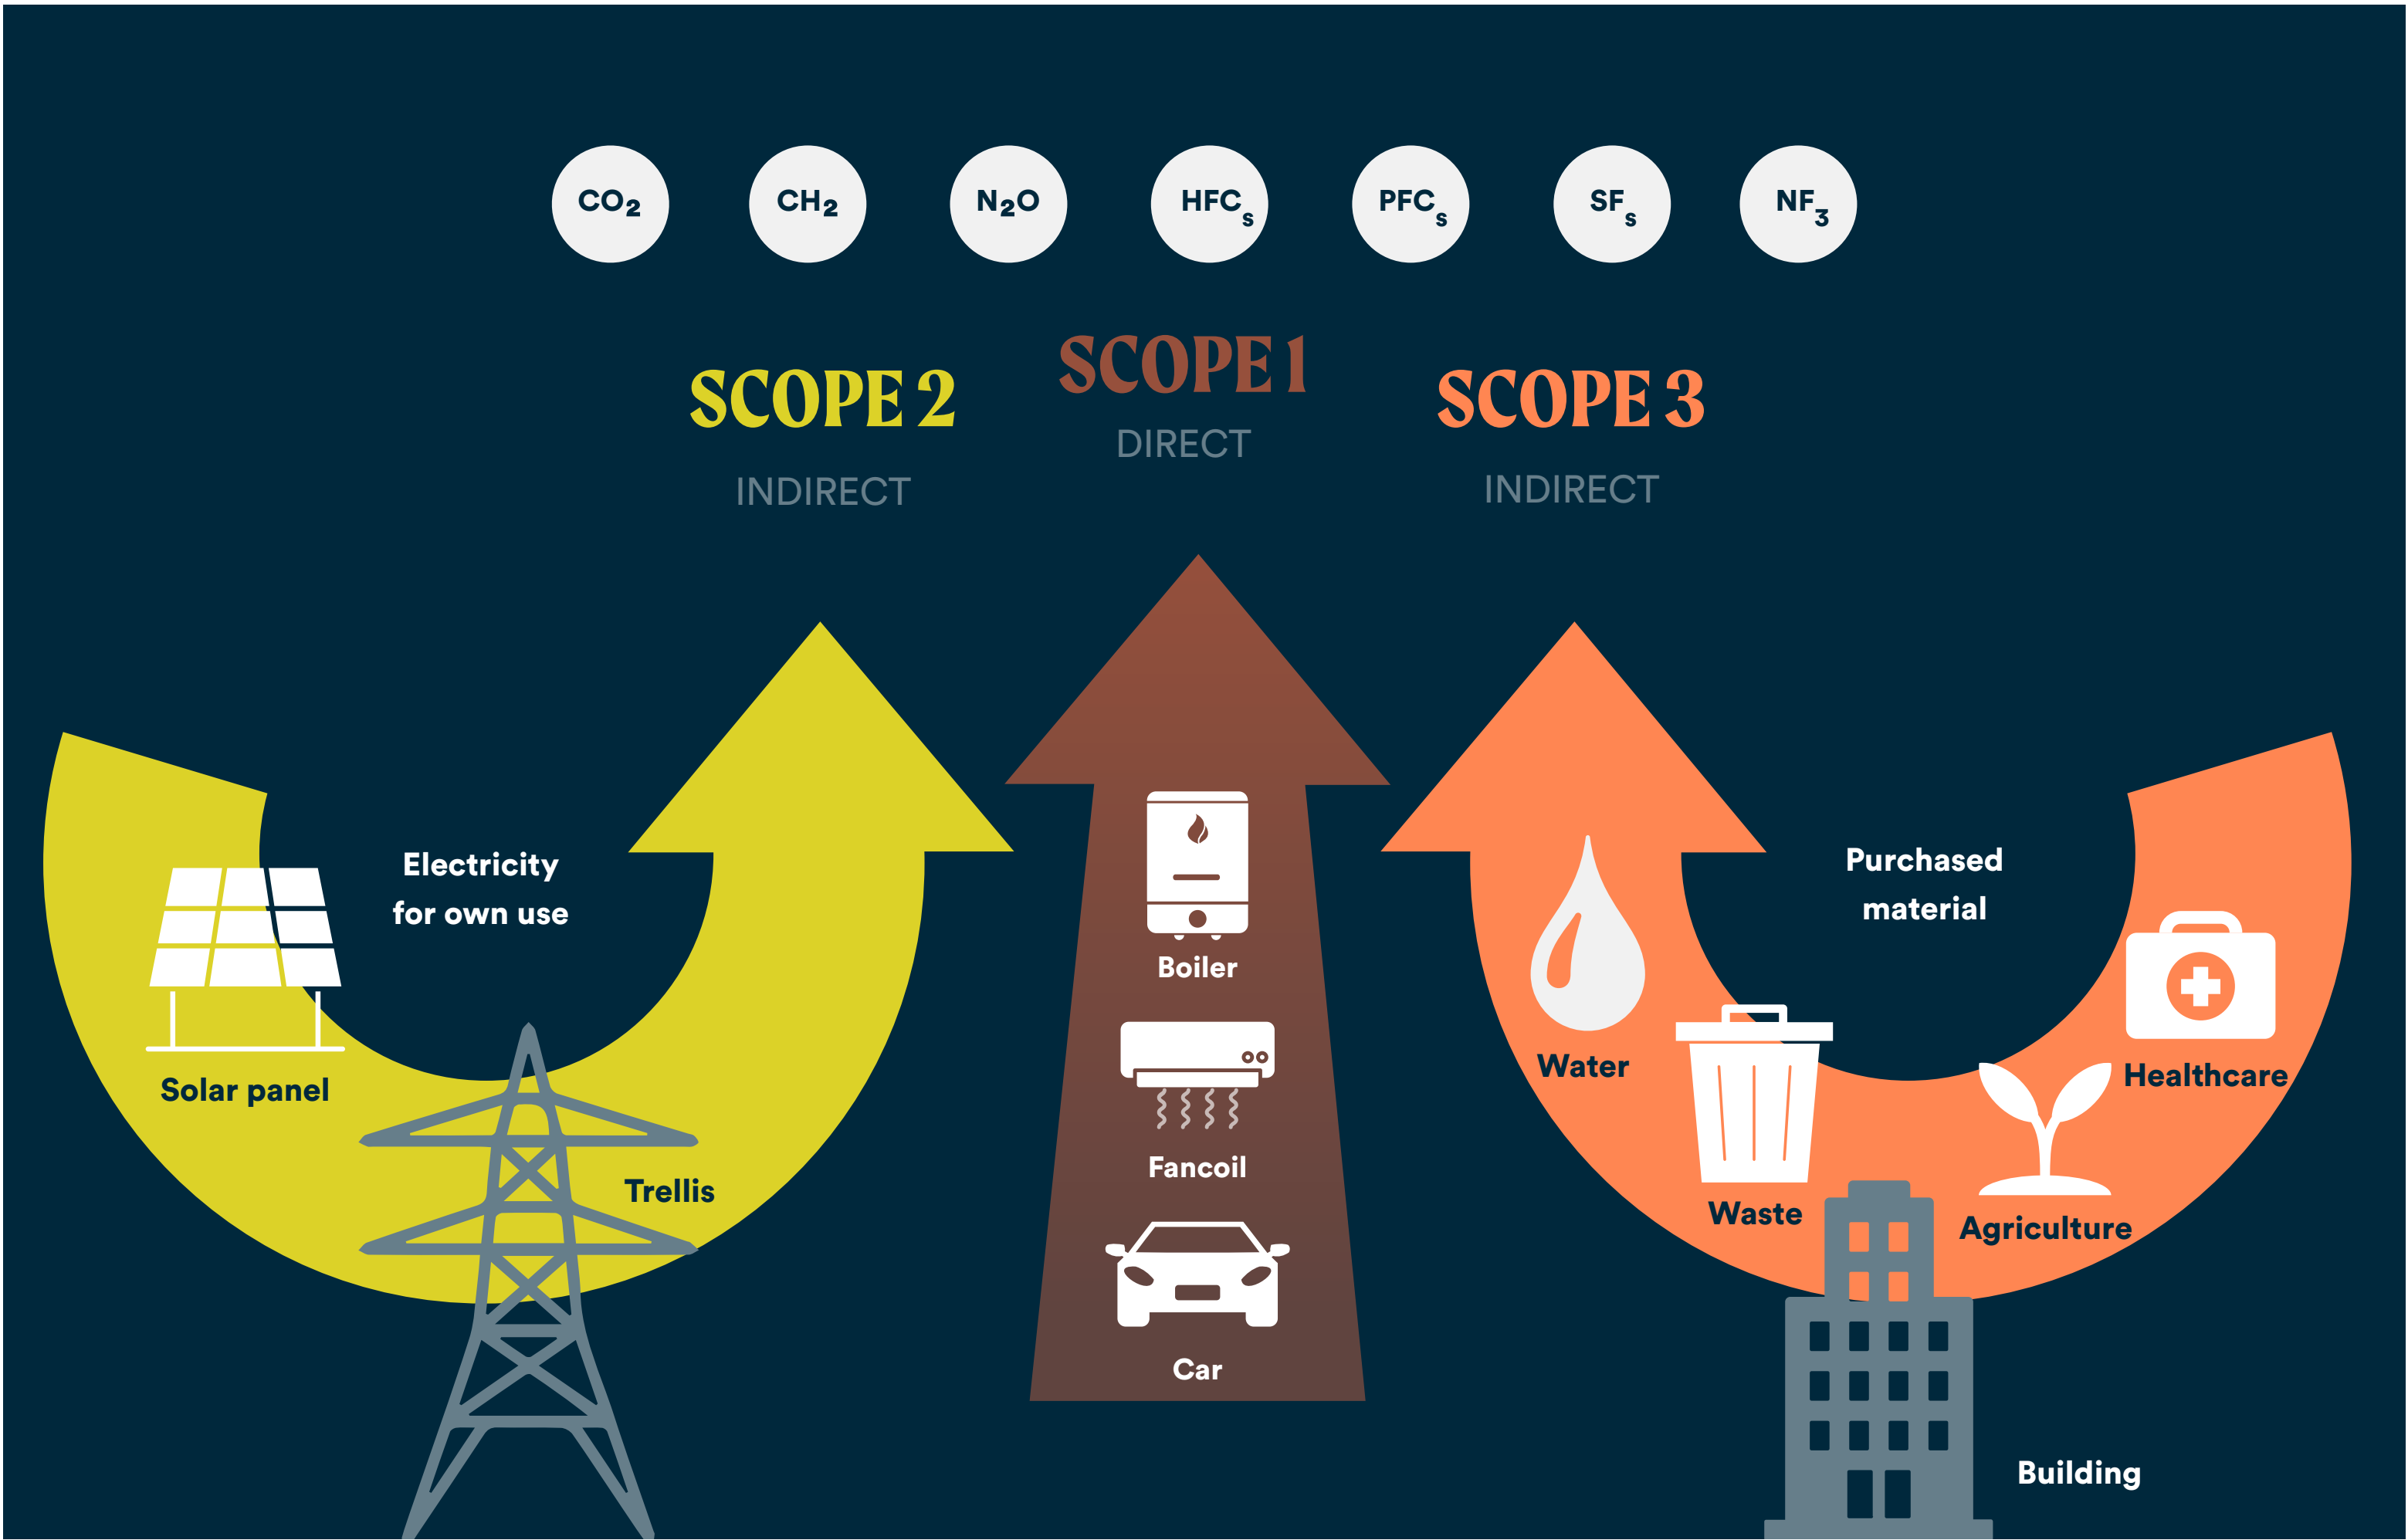 CO₂
CH₂
N₂O
HFCₛ
PFCₛ
SFₛ
NF₃
SCOPE 1
DIRECT
SCOPE 2
INDIRECT
SCOPE 3
INDIRECT
Electricity
for own use
Solar panel
Trellis
Boiler
Fancoil
Car
Purchased
material
Water
Waste
Agriculture
Healthcare
Building